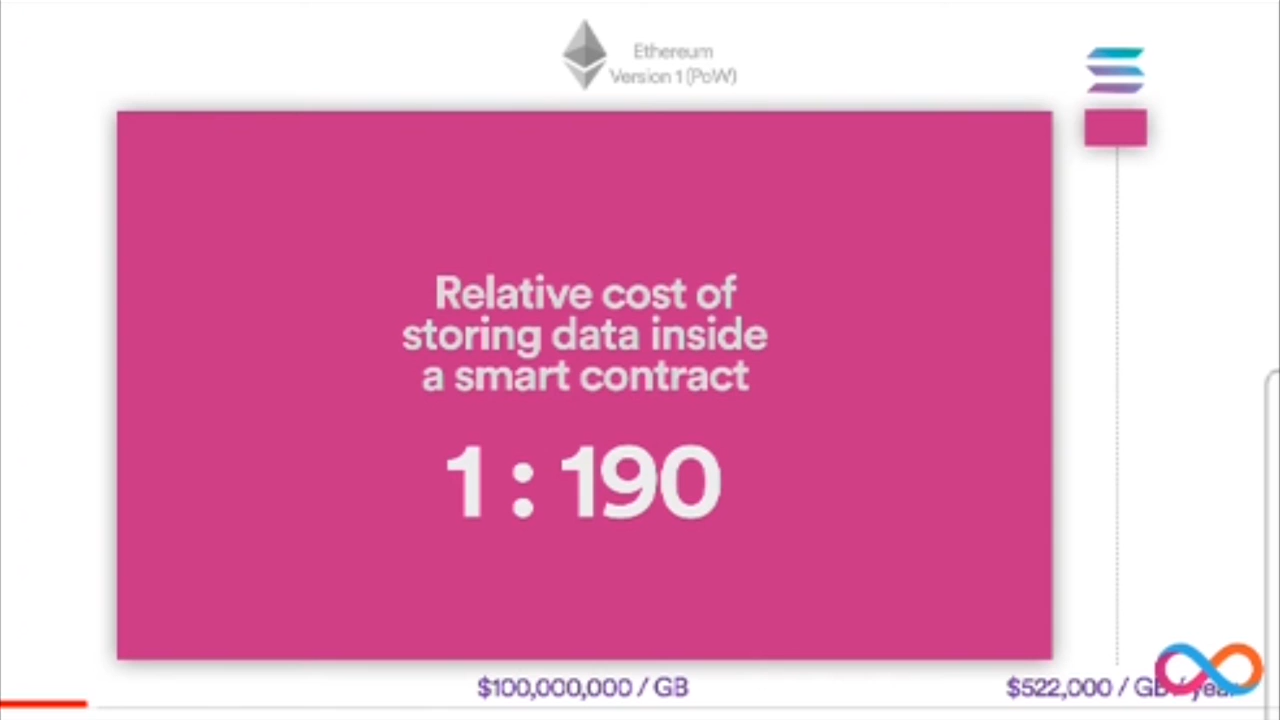 Ethereum
Version 1 (PoW)
Relative cost of
storing data inside
a smart contract
1 : 190
$100,000,000 / GB
$522,000 / GB / year